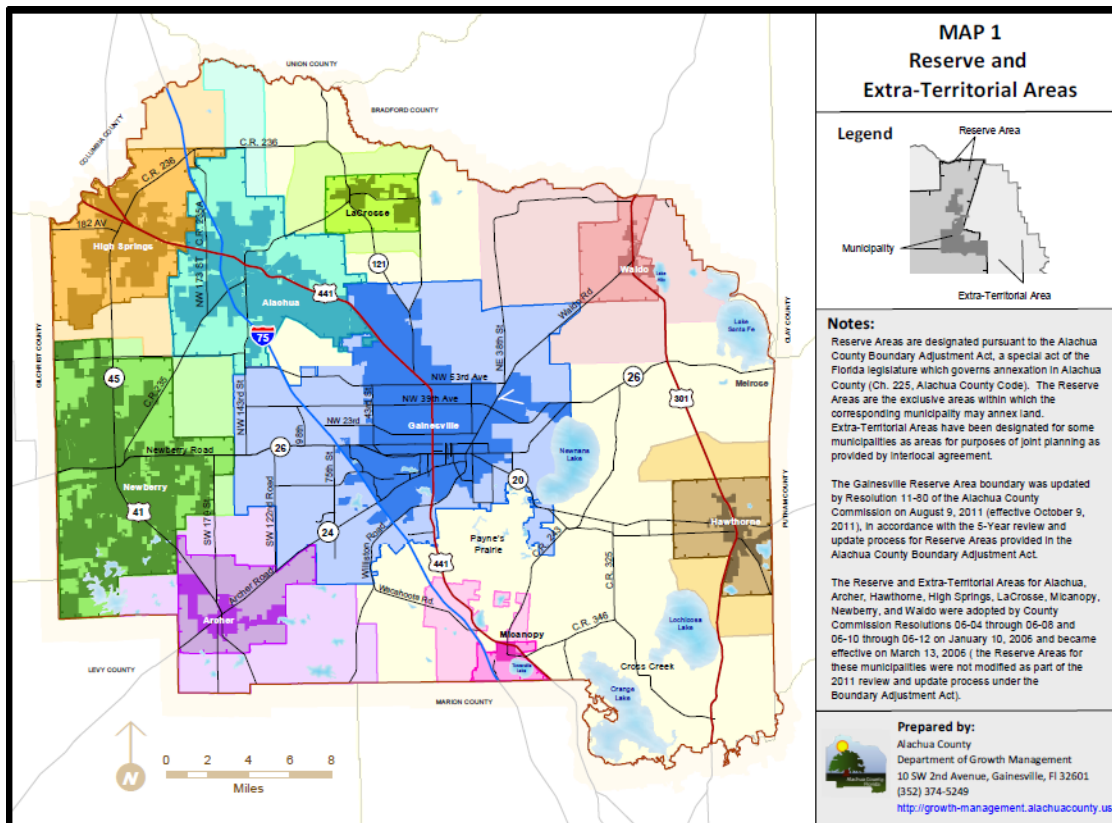 MAP 1
Reserve and
Extra-Territorial Areas
Legend
Reserve Area
Municipality
Extra-Territorial Area
Notes:
Reserve Areas are designated pursuant to the Alachua
County Boundary Adjustment Act, a special act of the
Florida legislature which governs annexation in Alachua
County (Ch. 225, Alachua County Code). The Reserve
Areas are the exclusive areas within which the
corresponding municipality may annex land.
Extra-Territorial Areas have been designated for some
municipalities as areas for purposes of joint planning as
provided by interlocal agreement.
The Gainesville Reserve Area boundary was updated
by Resolution 11-80 of the Alachua County
Commission on August 9, 2011 (effective October 9,
2011), in accordance with the 5-Year review and
update process for Reserve Areas provided in the
Alachua County Boundary Adjustment Act.
The Reserve and Extra-Territorial Areas for Alachua,
Archer, Hawthorne, High Springs, LaCrosse, Micanopy,
Newberry, and Waldo were adopted by County
Commission Resolutions 06-04 through 06-08 and
06-10 through 06-12 on January 10, 2006 and became
effective on March 13, 2006 ( the Reserve Areas for
these municipalities were not modified as part of the
2011 review and update process under the
Boundary Adjustment Act).
Prepared by:
Alachua County
Department of Growth Management
10 SW 2nd Avenue, Gainesville, Fl 32601
(352) 374-5249
http://growth-management.alachuacounty.us
Alachua County
Florida
UNION COUNTY
BRADFORD COUNTY
COLUMBIA COUNTY
GILCHRIST COUNTY
CLAY COUNTY
PUTNAM COUNTY
LEVY COUNTY
MARION COUNTY
C.R. 236
C.R. 236
182 AV
High Springs
NW 173 ST
C.R. 235A
LaCrosse
121
Alachua
441
75
Waldo
Waldo Rd
NE 38th St
Lake
Santa Fe
Melrose
45
C.R. 235
NW 143rd St
NW 53rd Ave
NW 39th Ave
43rd St
NW 23rd
98th
Gainesville
26
301
Newberry Road
26
75th St
Newnans
Lake
Newberry
41
SW 170 St
SW 122nd Road
24
20
Hawthorne
Payne's
Prairie
C.R. 325
Williston Road
441
Archer Road
Archer
Wacahoota Rd.
Micanopy
C.R. 346
Lochloosa
Lake
Cross Creek
Orange
Lake
N
0 2 4 6 8
Miles